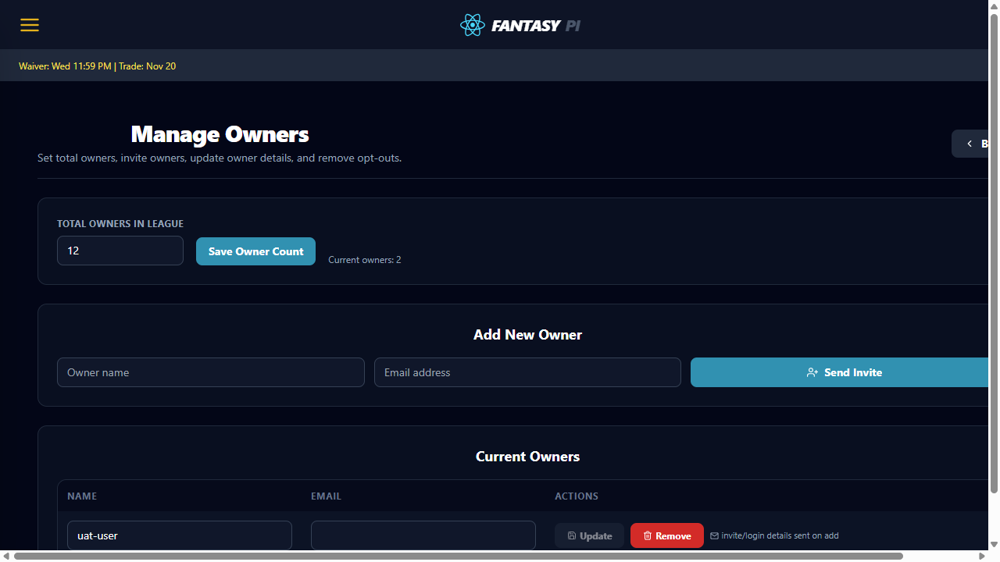 FANTASY PI
Waiver: Wed 11:59 PM | Trade: Nov 20
Manage Owners
Set total owners, invite owners, update owner details, and remove opt-outs.
TOTAL OWNERS IN LEAGUE
12
Save Owner Count
Current owners: 2
Add New Owner
Owner name
Email address
Send Invite
Current Owners
NAME EMAIL ACTIONS
uat-user
Update
Remove
invite/login details sent on add